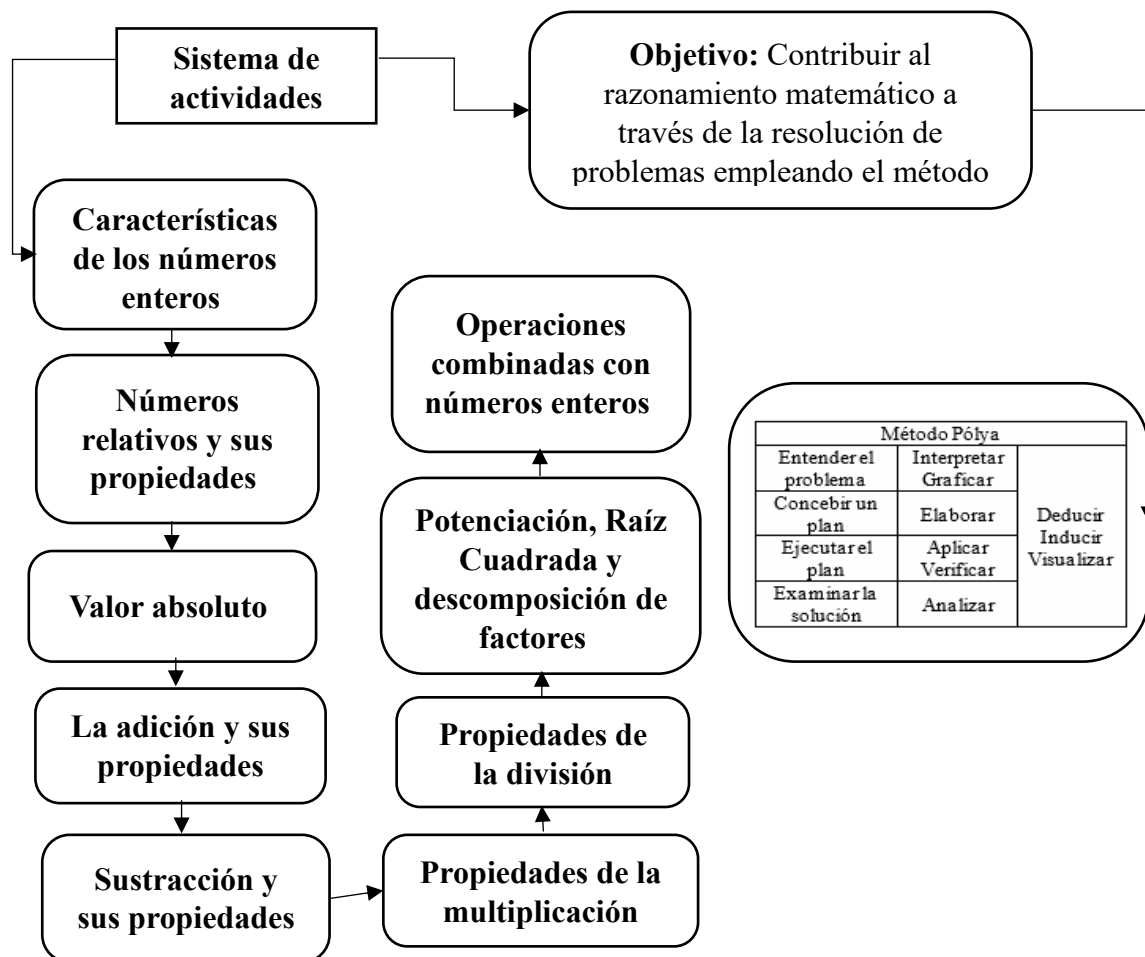 Sistema de
actividades
Objetivo: Contribuir al
razonamiento matemático a
través de la resolución de
problemas empleando el método
Características
de los números
enteros
Números
relativos y sus
propiedades
Valor absoluto
La adición y sus
propiedades
Sustracción y
sus propiedades
Propiedades de la
multiplicación
Propiedades de
la división
Potenciación, Raíz
Cuadrada y
descomposición de
factores
Operaciones
combinadas con
números enteros
Método Pólya
Entender el
problema
Interpretar
Graficar
Concebir un
plan
Elaborar
Ejecutar el
plan
Aplicar
Verificar
Examinar la
solución
Analizar
Deducir
Inducir
Visualizar